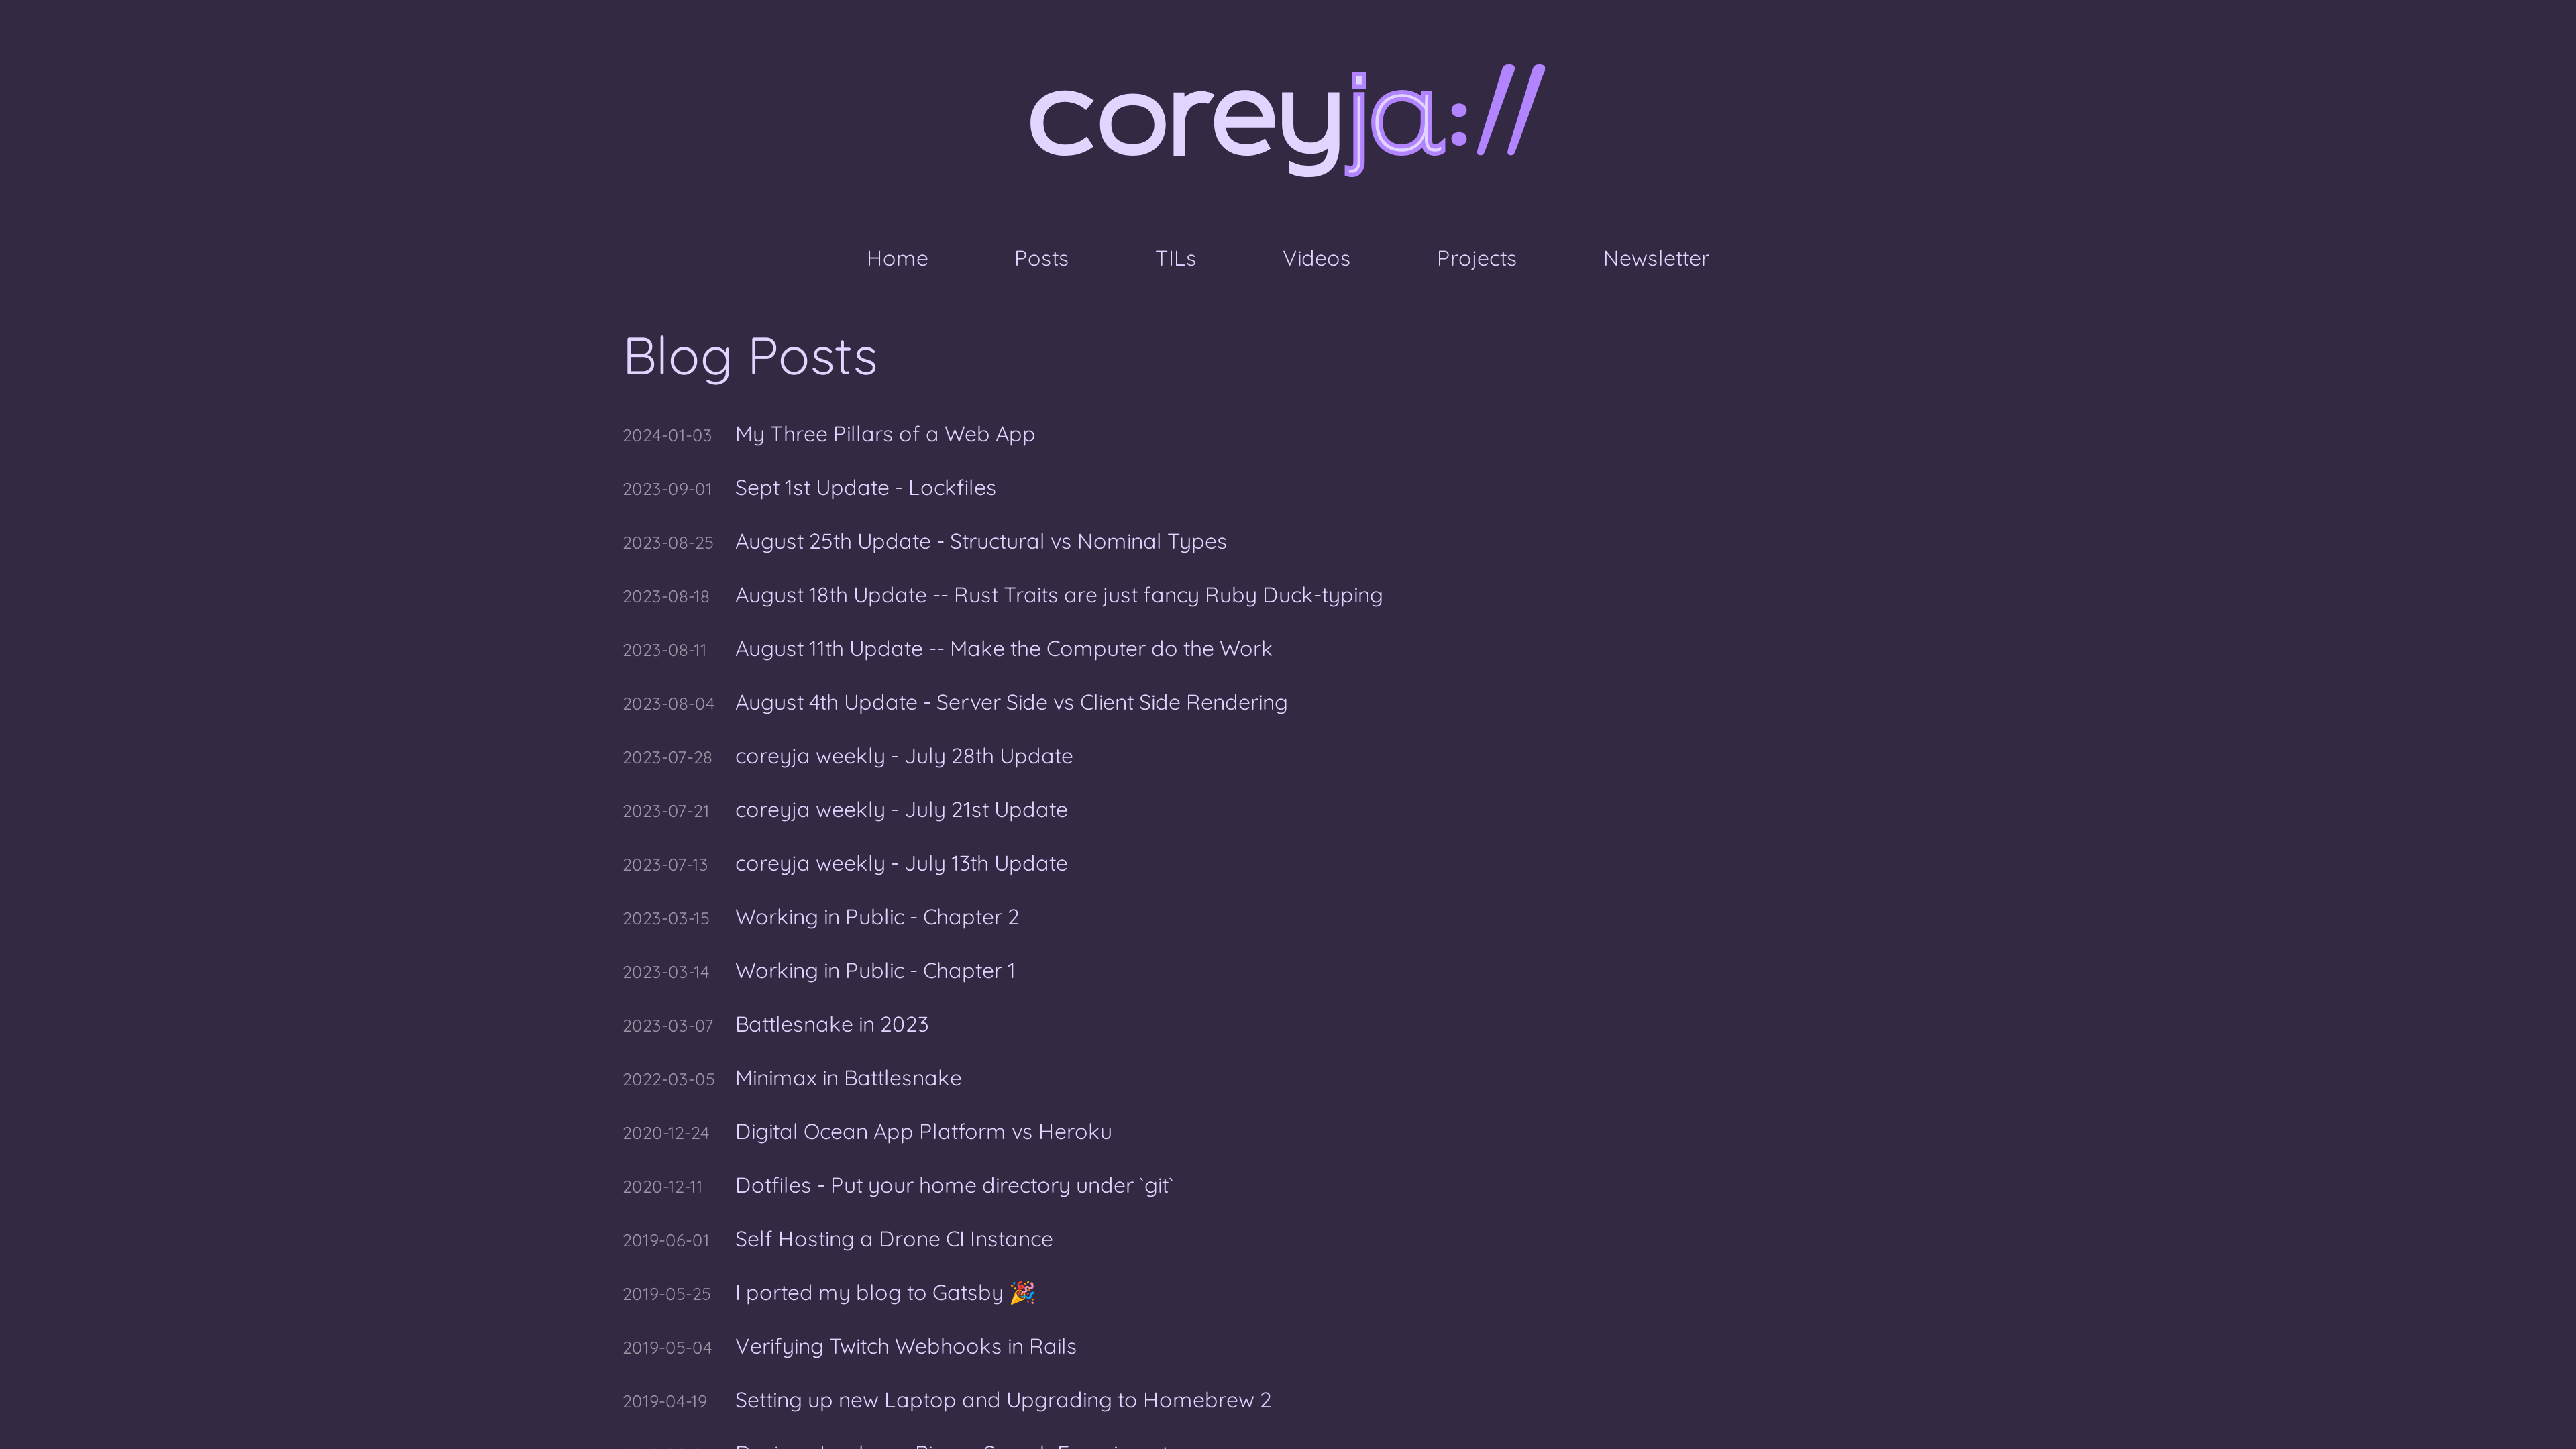 coreyja://
Home Posts TILs Videos Projects Newsletter
Blog Posts
2024-01-03 My Three Pillars of a Web App
2023-09-01 Sept 1st Update - Lockfiles
2023-08-25 August 25th Update - Structural vs Nominal Types
2023-08-18 August 18th Update -- Rust Traits are just fancy Ruby Duck-typing
2023-08-11 August 11th Update -- Make the Computer do the Work
2023-08-04 August 4th Update - Server Side vs Client Side Rendering
2023-07-28 coreyja weekly - July 28th Update
2023-07-21 coreyja weekly - July 21st Update
2023-07-13 coreyja weekly - July 13th Update
2023-03-15 Working in Public - Chapter 2
2023-03-14 Working in Public - Chapter 1
2023-03-07 Battlesnake in 2023
2022-03-05 Minimax in Battlesnake
2020-12-24 Digital Ocean App Platform vs Heroku
2020-12-11 Dotfiles - Put your home directory under `git`
2019-06-01 Self Hosting a Drone CI Instance
2019-05-25 I ported my blog to Gatsby 🎉
2019-05-04 Verifying Twitch Webhooks in Rails
2019-04-19 Setting up new Laptop and Upgrading to Homebrew 2